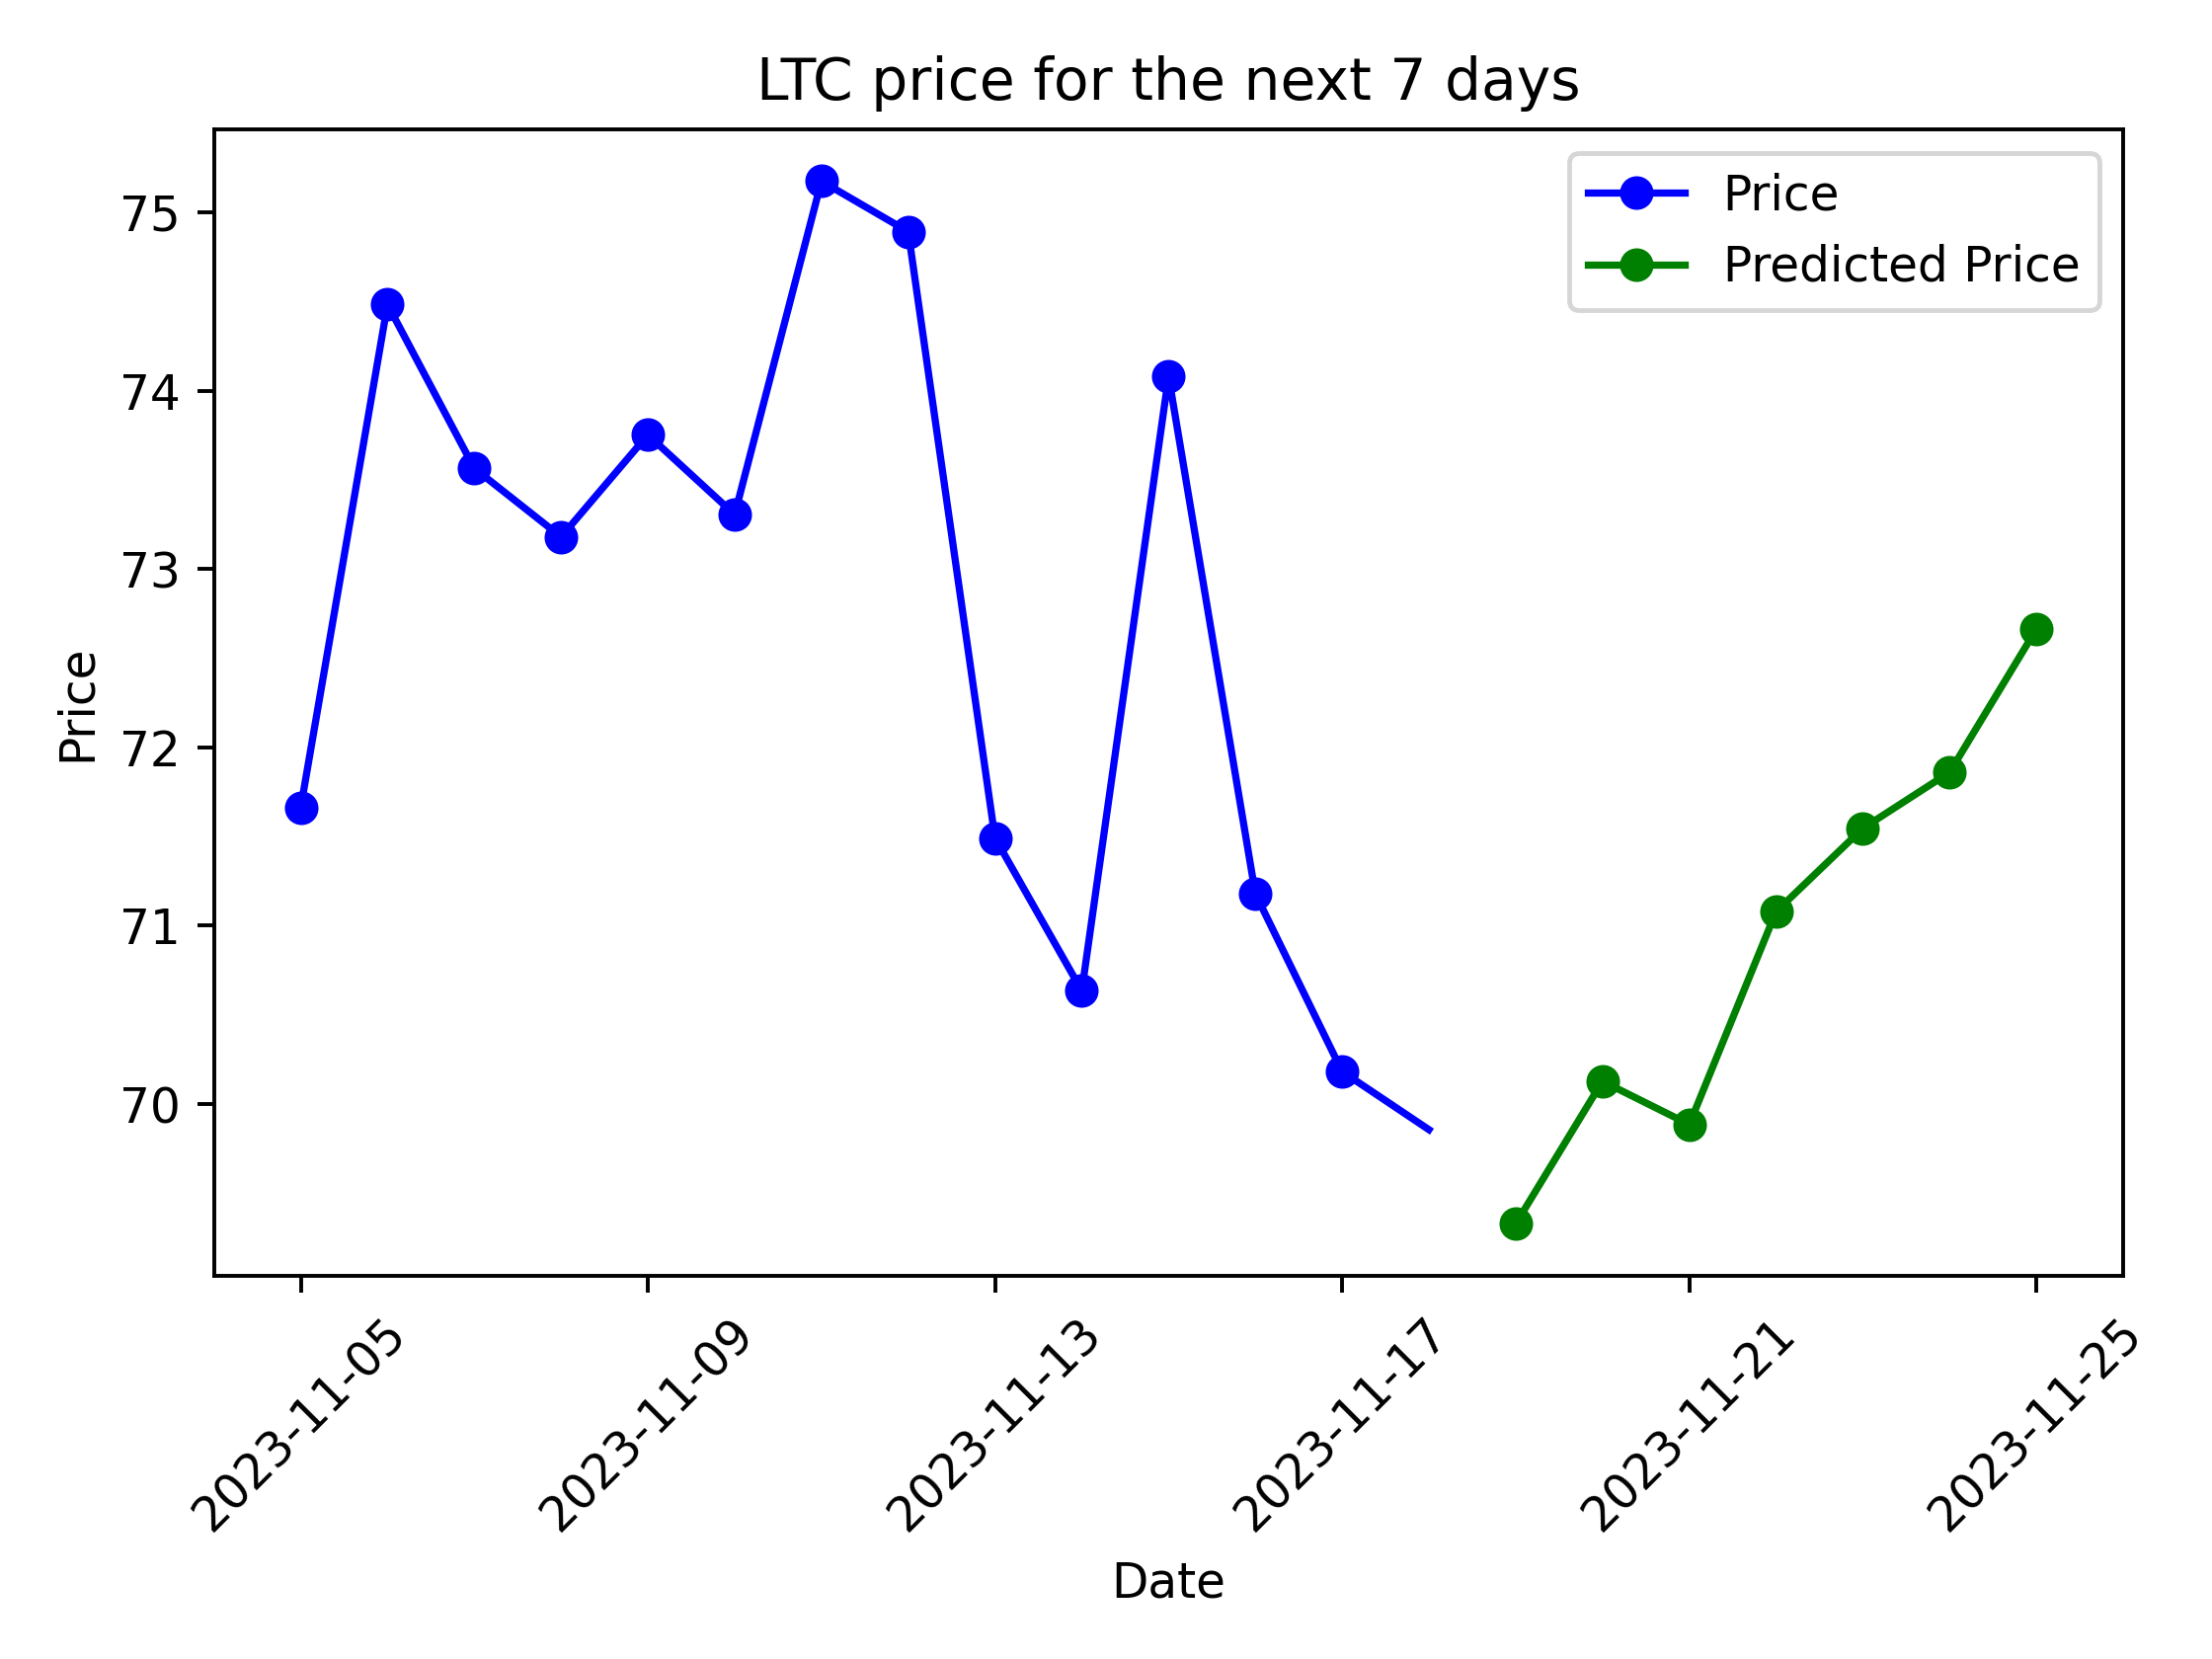 LTC price for the next 7 days
Price
Predicted Price
75
74
73
72
71
70
Price
2023-11-05
2023-11-09
2023-11-13
2023-11-17
2023-11-21
2023-11-25
Date